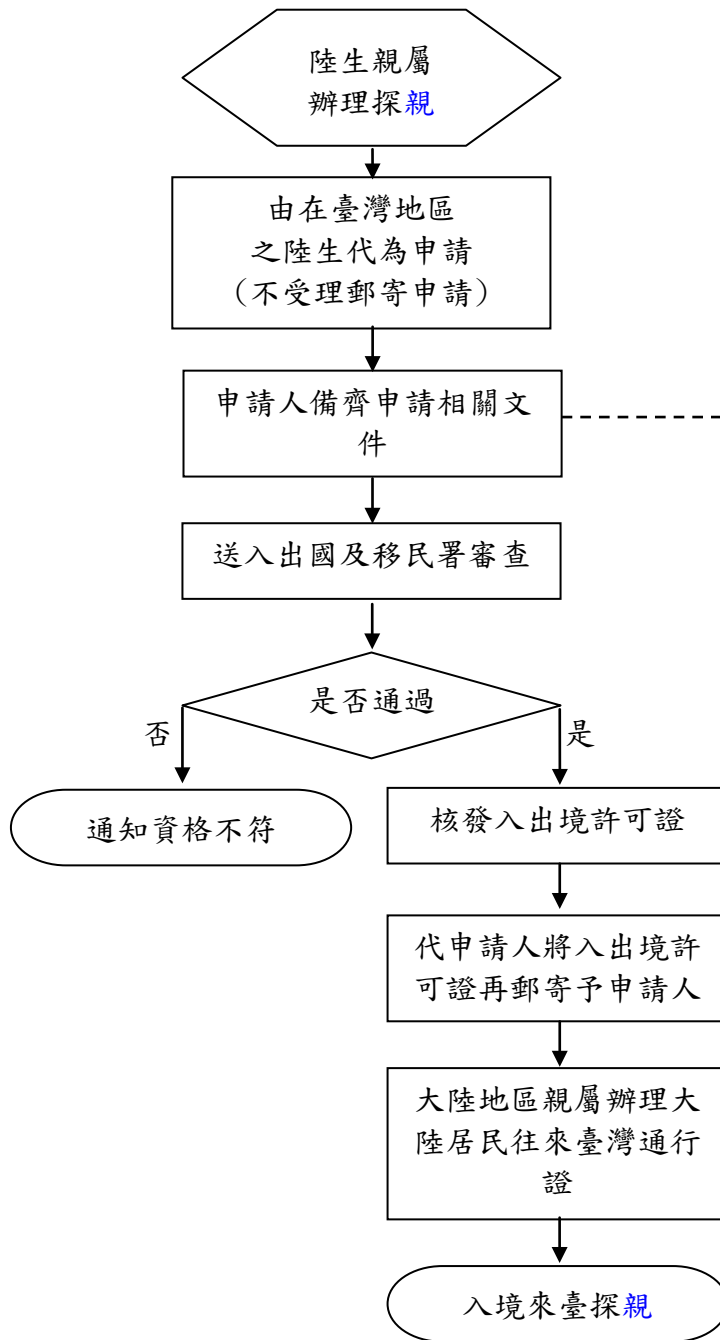 陸生親屬
辦理探親
由在臺灣地區
之陸生代為申請
（不受理郵寄申請）
申請人備齊申請相關文
件
送入出國及移民署審查
是否通過
否
是
通知資格不符
核發入出境許可證
代申請人將入出境許
可證再郵寄予申請人
大陸地區親屬辦理大
陸居民往來臺灣通行
證
入境來臺探親